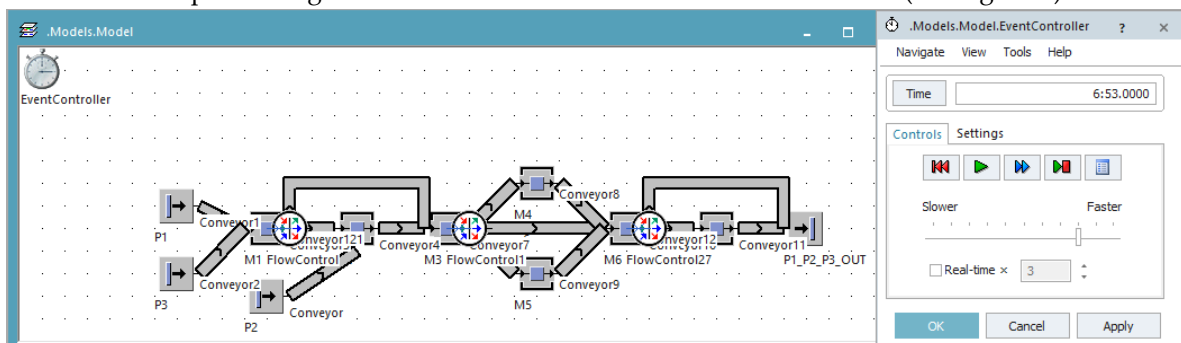 .Models.Model
EventController
P1
Conveyor1
P3
Conveyor2
P2
Conveyor
M1 FlowControl
Conveyor121
Conveyor4
M3 FlowControl1
Conveyor7
M4
Conveyor8
M5
Conveyor9
M6 FlowControl27
Conveyor12
Conveyor11
P1_P2_P3_OUT
.Models.Model.EventController ? ×
Navigate View Tools Help
Time 6:53.0000
Controls Settings
Slower Faster
Real-time × 3
OK Cancel Apply